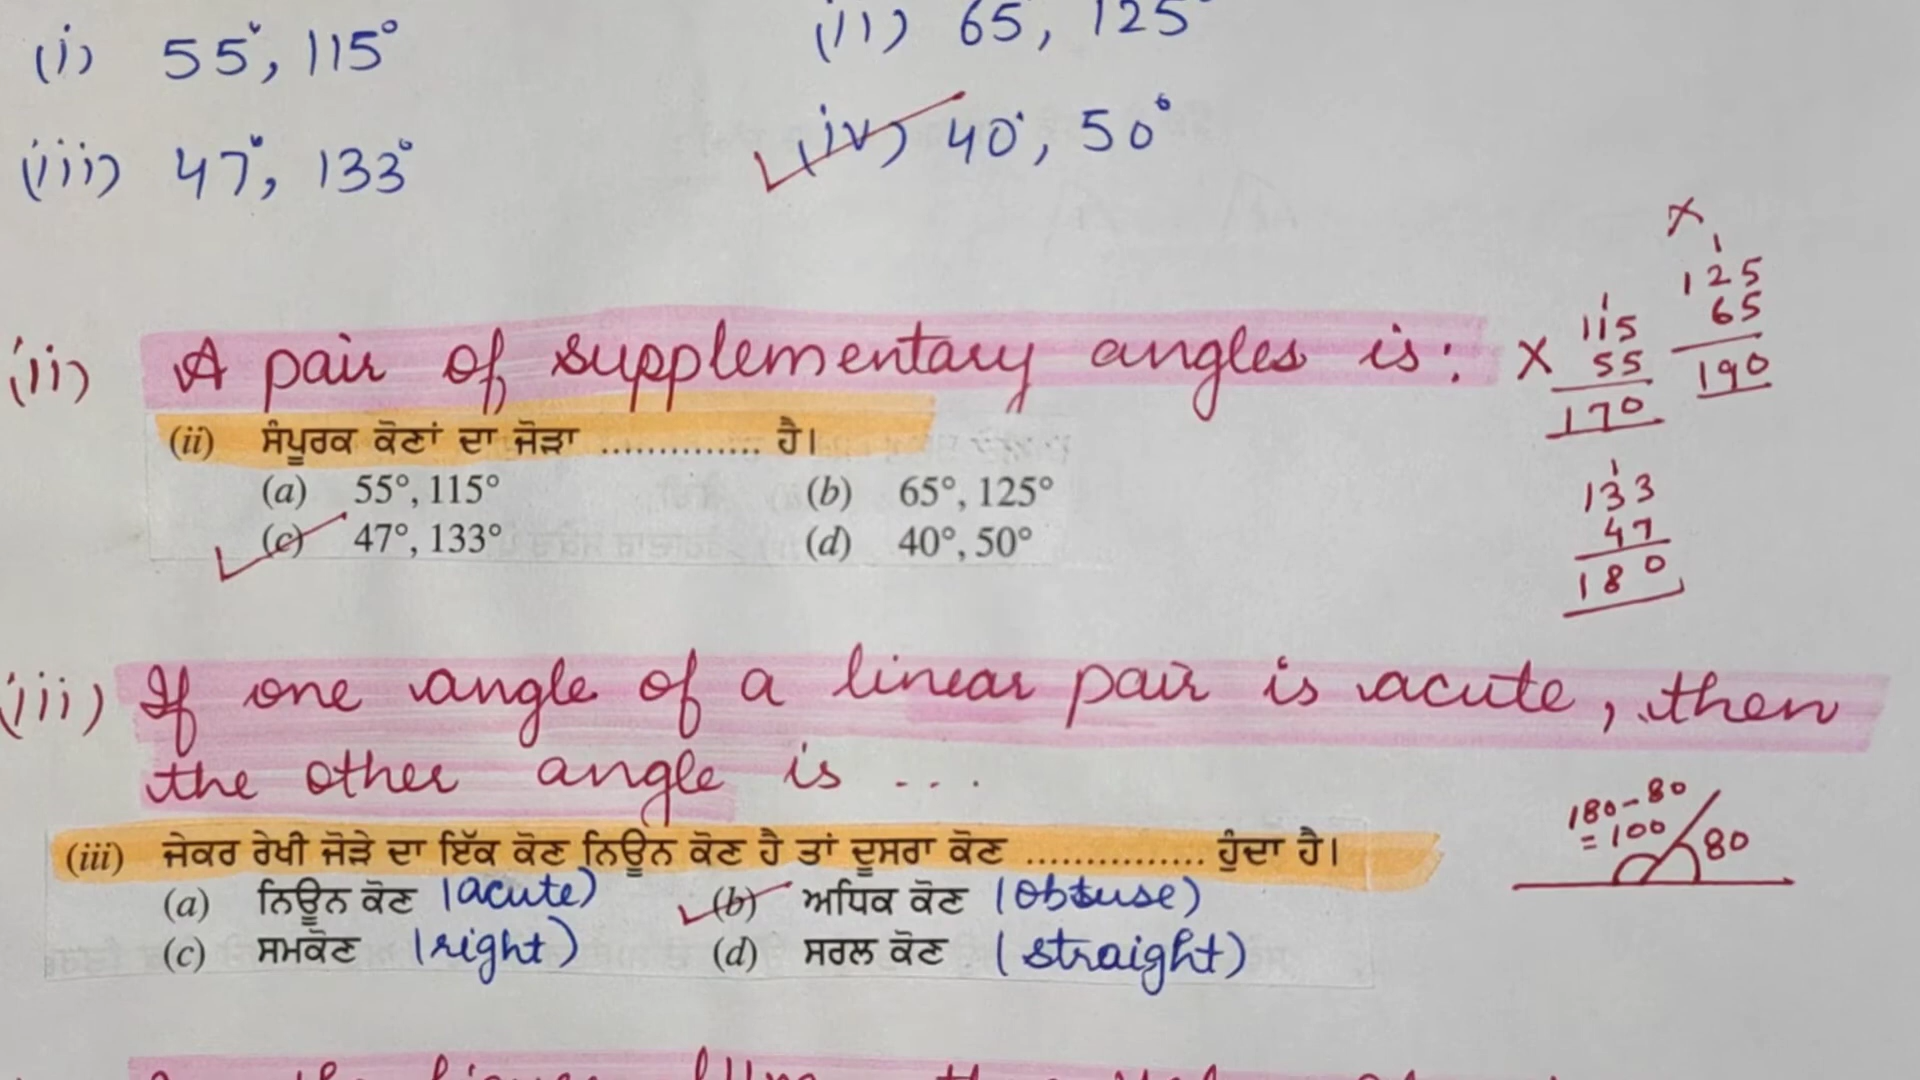 (i) 55°, 115° (ii) 65°, 125°
(iii) 47°, 133° (iv) 40°, 50°
(ii) A pair of supplementary angles is:
(ii) ਸੰਪੂਰਕ ਕੋਣਾਂ ਦਾ ਜੋੜਾ .............. ਹੈ।
(a) 55°, 115° (b) 65°, 125°
(c) 47°, 133° (d) 40°, 50°
x
1
125
65
190
1
x 115
55
170
1
133
47
180
(iii) If one angle of a linear pair is acute, then
the other angle is ...
180-80
= 100
80
(iii) ਜੇਕਰ ਰੇਖੀ ਜੋੜੇ ਦਾ ਇੱਕ ਕੋਣ ਨਿਊਨ ਕੋਣ ਹੈ ਤਾਂ ਦੂਸਰਾ ਕੋਣ ............... ਹੁੰਦਾ ਹੈ।
(a) ਨਿਊਨ ਕੋਣ (acute) (b) ਅਧਿਕ ਕੋਣ (obtuse)
(c) ਸਮਕੋਣ (right) (d) ਸਰਲ ਕੋਣ (straight)